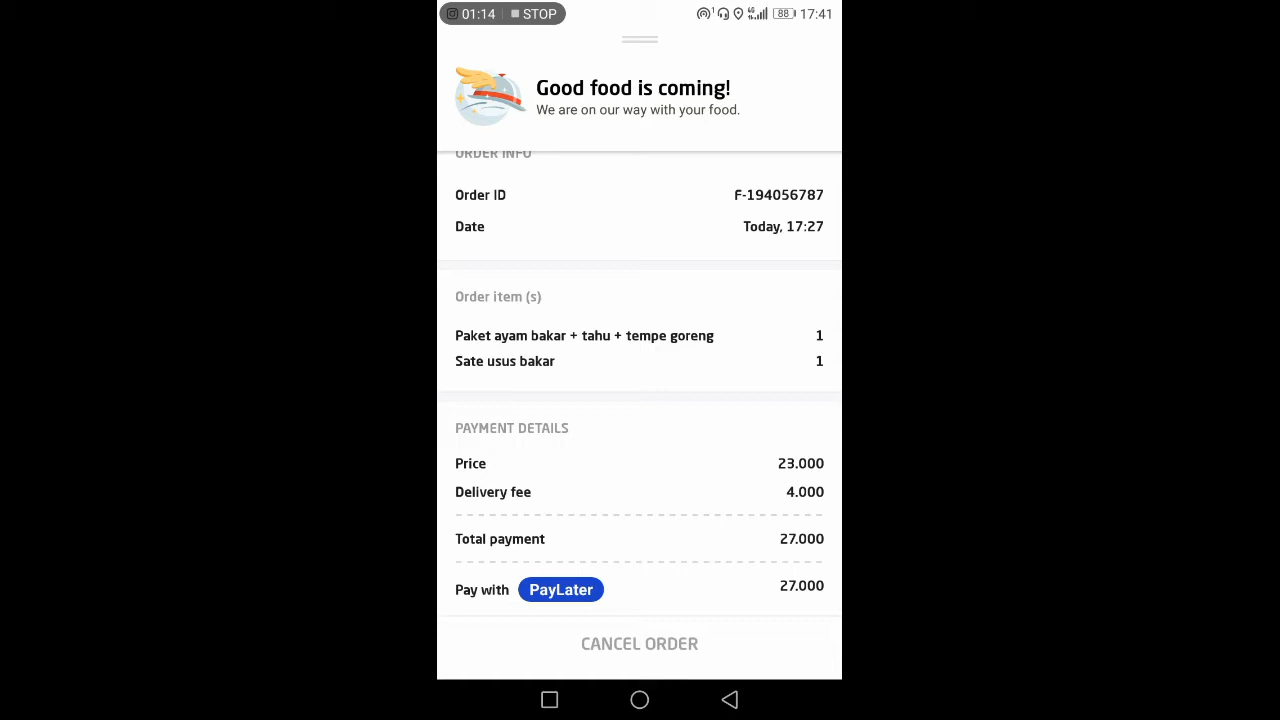 01:14 STOP 1 4G 88 17:41
Good food is coming!
We are on our way with your food.
ORDER INFO
Order ID F-194056787
Date Today, 17:27
Order item (s)
Paket ayam bakar + tahu + tempe goreng 1
Sate usus bakar 1
PAYMENT DETAILS
Price 23.000
Delivery fee 4.000
Total payment 27.000
Pay with PayLater 27.000
CANCEL ORDER